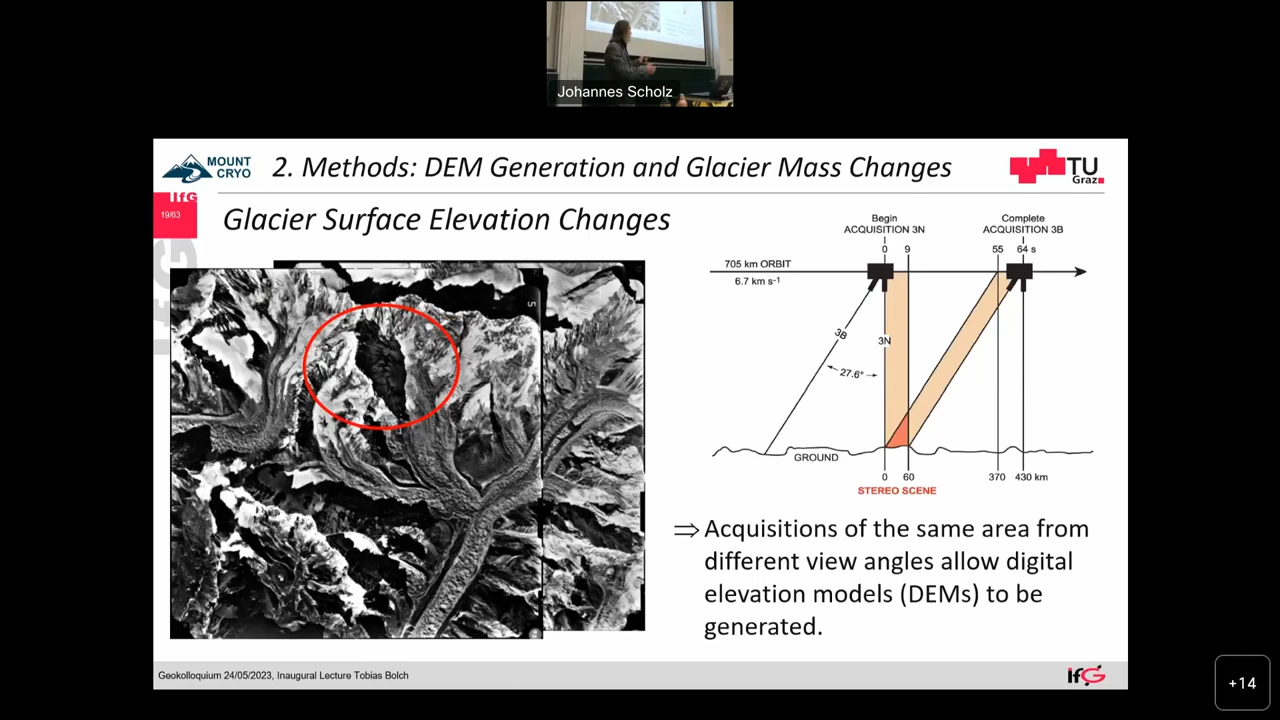 Johannes Scholz
MOUNT
CRYO
2. Methods: DEM Generation and Glacier Mass Changes
TU
Graz
IfG
19/63
Glacier Surface Elevation Changes
IfG
5
Begin
ACQUISITION 3N
Complete
ACQUISITION 3B
0 9 55 64 s
705 km ORBIT
6.7 km s⁻¹
3B
3N
27.6°
GROUND
0 60 370 430 km
STEREO SCENE
⇒ Acquisitions of the same area from
different view angles allow digital
elevation models (DEMs) to be
generated.
Geokolloquium 24/05/2023, Inaugural Lecture Tobias Bolch
IfG
+14